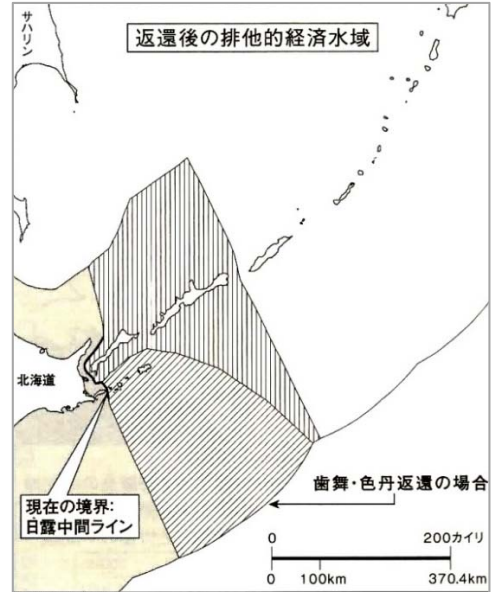 サハリン
返還後の排他的経済水域
北海道
現在の境界:
日露中間ライン
歯舞・色丹返還の場合
0 200カイリ
0 100km 370.4km